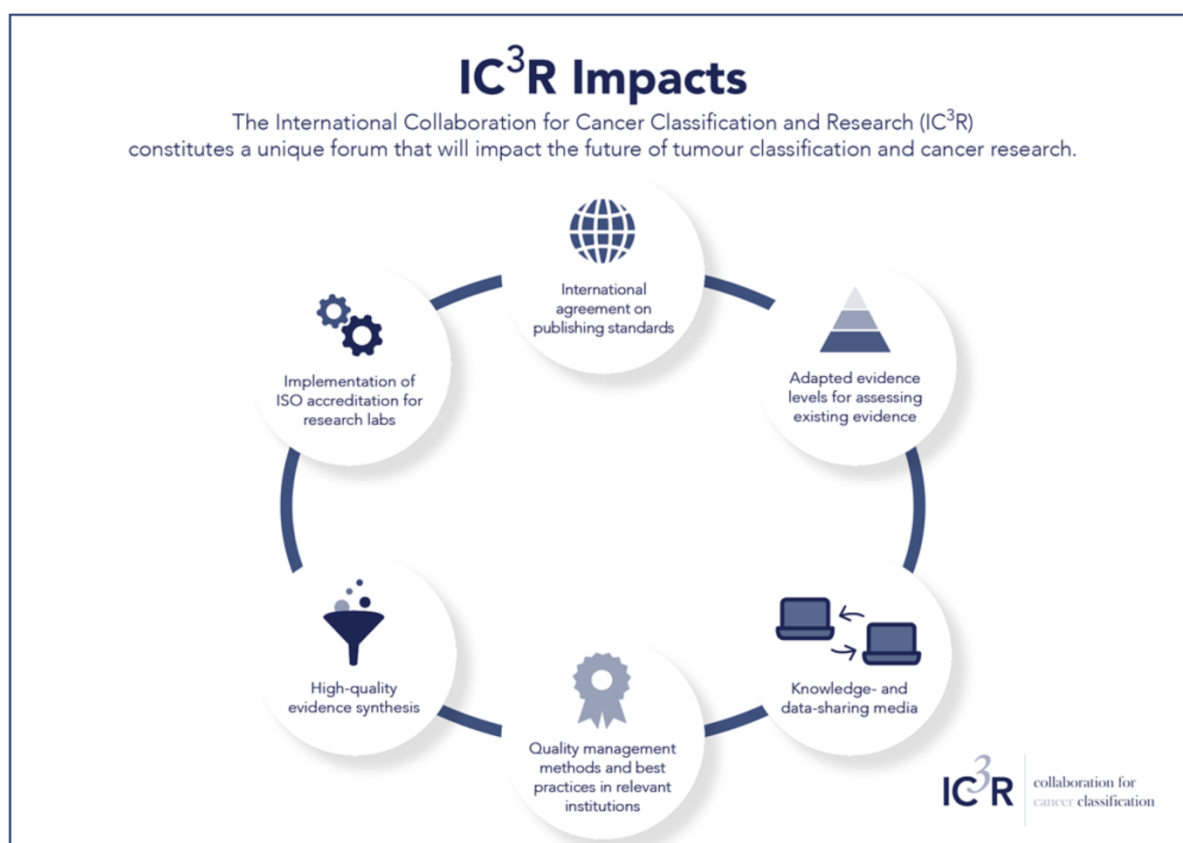 IC³R Impacts
The International Collaboration for Cancer Classification and Research (IC³R)
constitutes a unique forum that will impact the future of tumour classification and cancer research.
International
agreement on
publishing standards
Adapted evidence
levels for assessing
existing evidence
Knowledge- and
data-sharing media
Quality management
methods and best
practices in relevant
institutions
High-quality
evidence synthesis
Implementation of
ISO accreditation for
research labs
IC³R
collaboration for
cancer classification